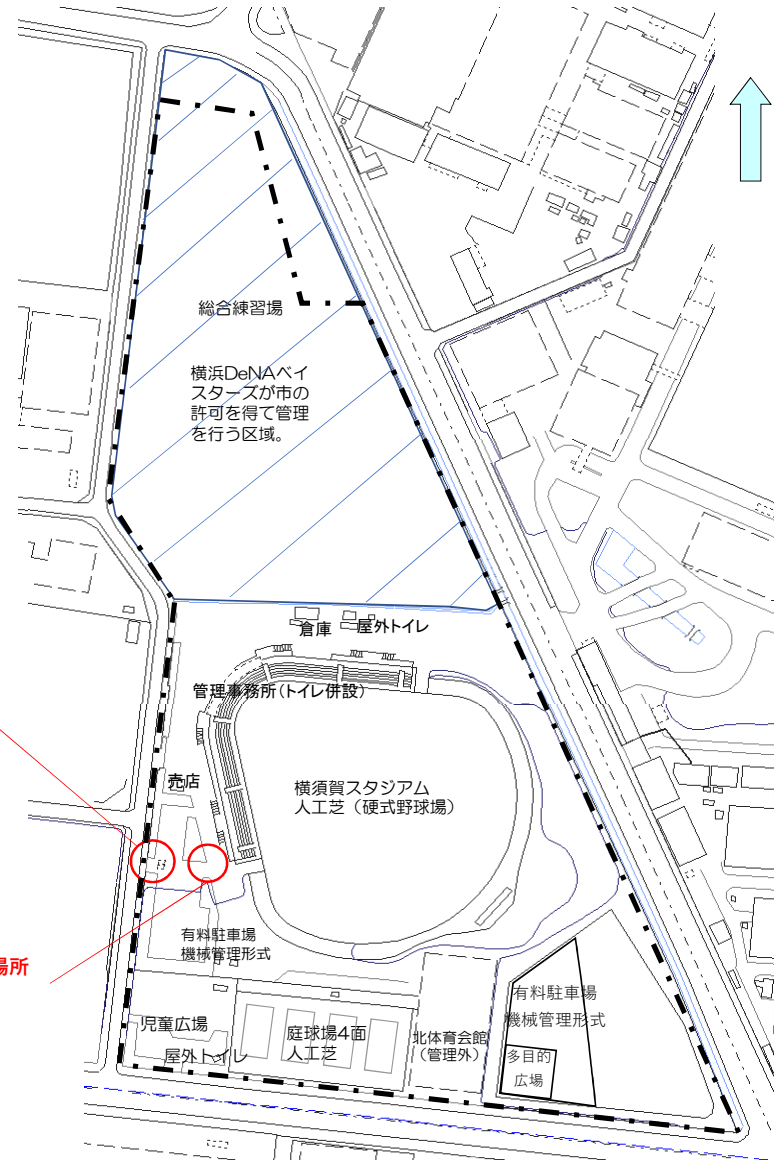 総合練習場
横浜DeNAベイ
スターズが市の
許可を得て管理
を行う区域。
倉庫
屋外トイレ
管理事務所(トイレ併設)
売店
横須賀スタジアム
人工芝（硬式野球場）
有料駐車場
機械管理形式
場所
児童広場
屋外トイレ
庭球場4面
人工芝
北体育会館
（管理外）
有料駐車場
機械管理形式
多目的
広場